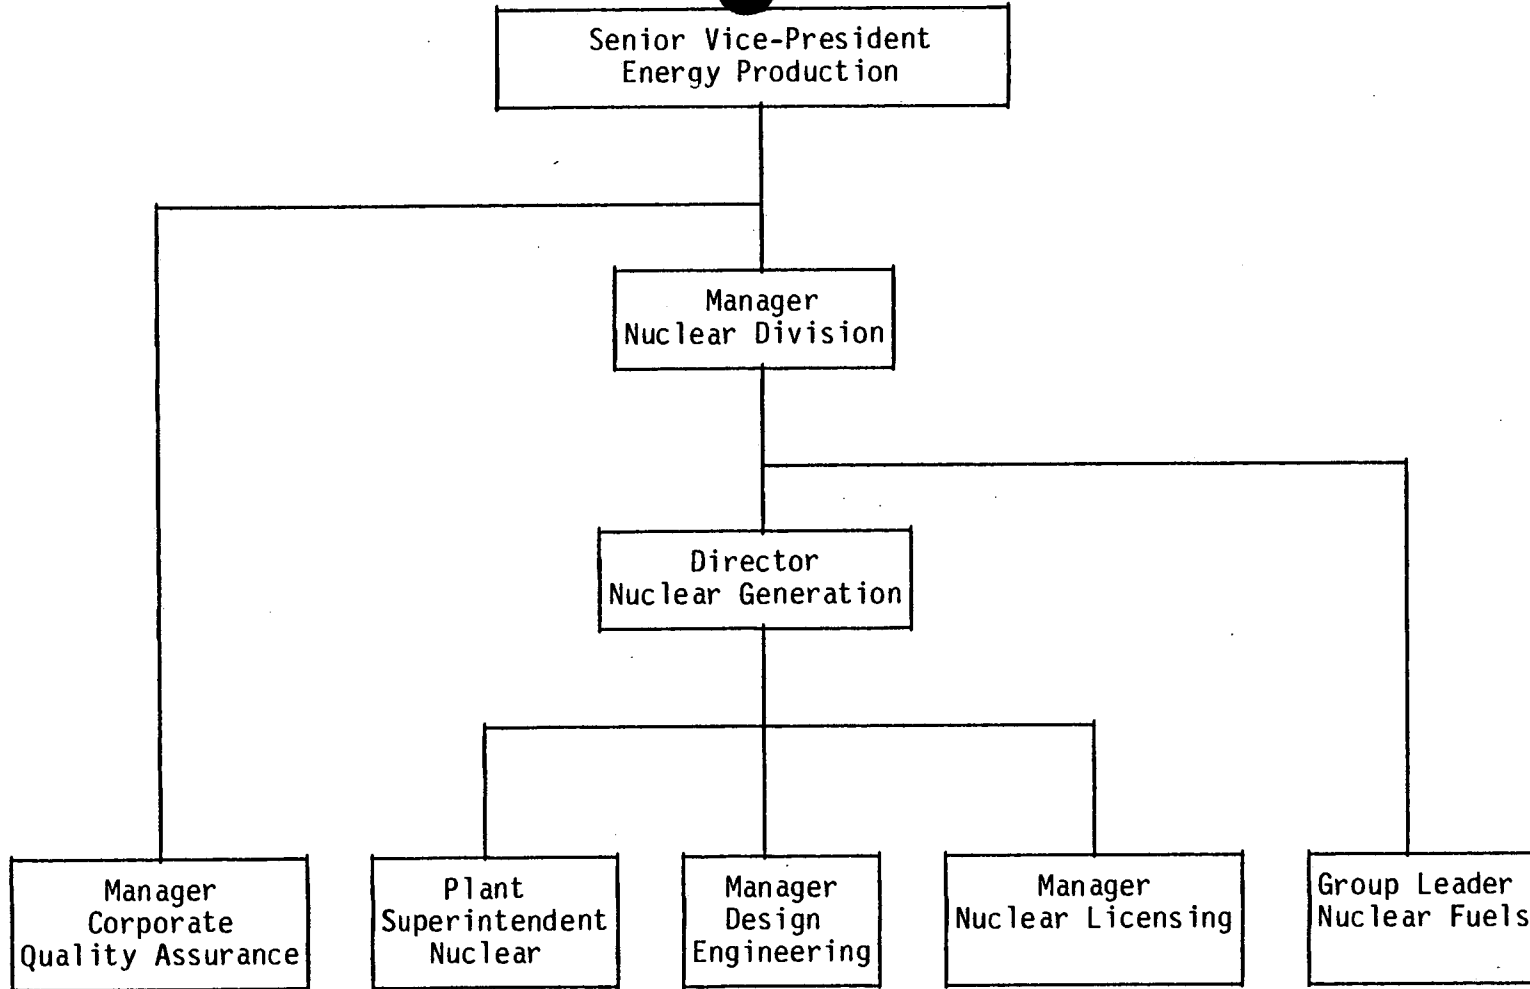 Senior Vice-President
Energy Production
Manager
Nuclear Division
Director
Nuclear Generation
Manager
Corporate
Quality Assurance
Plant
Superintendent
Nuclear
Manager
Design
Engineering
Manager
Nuclear Licensing
Group Leader
Nuclear Fuels